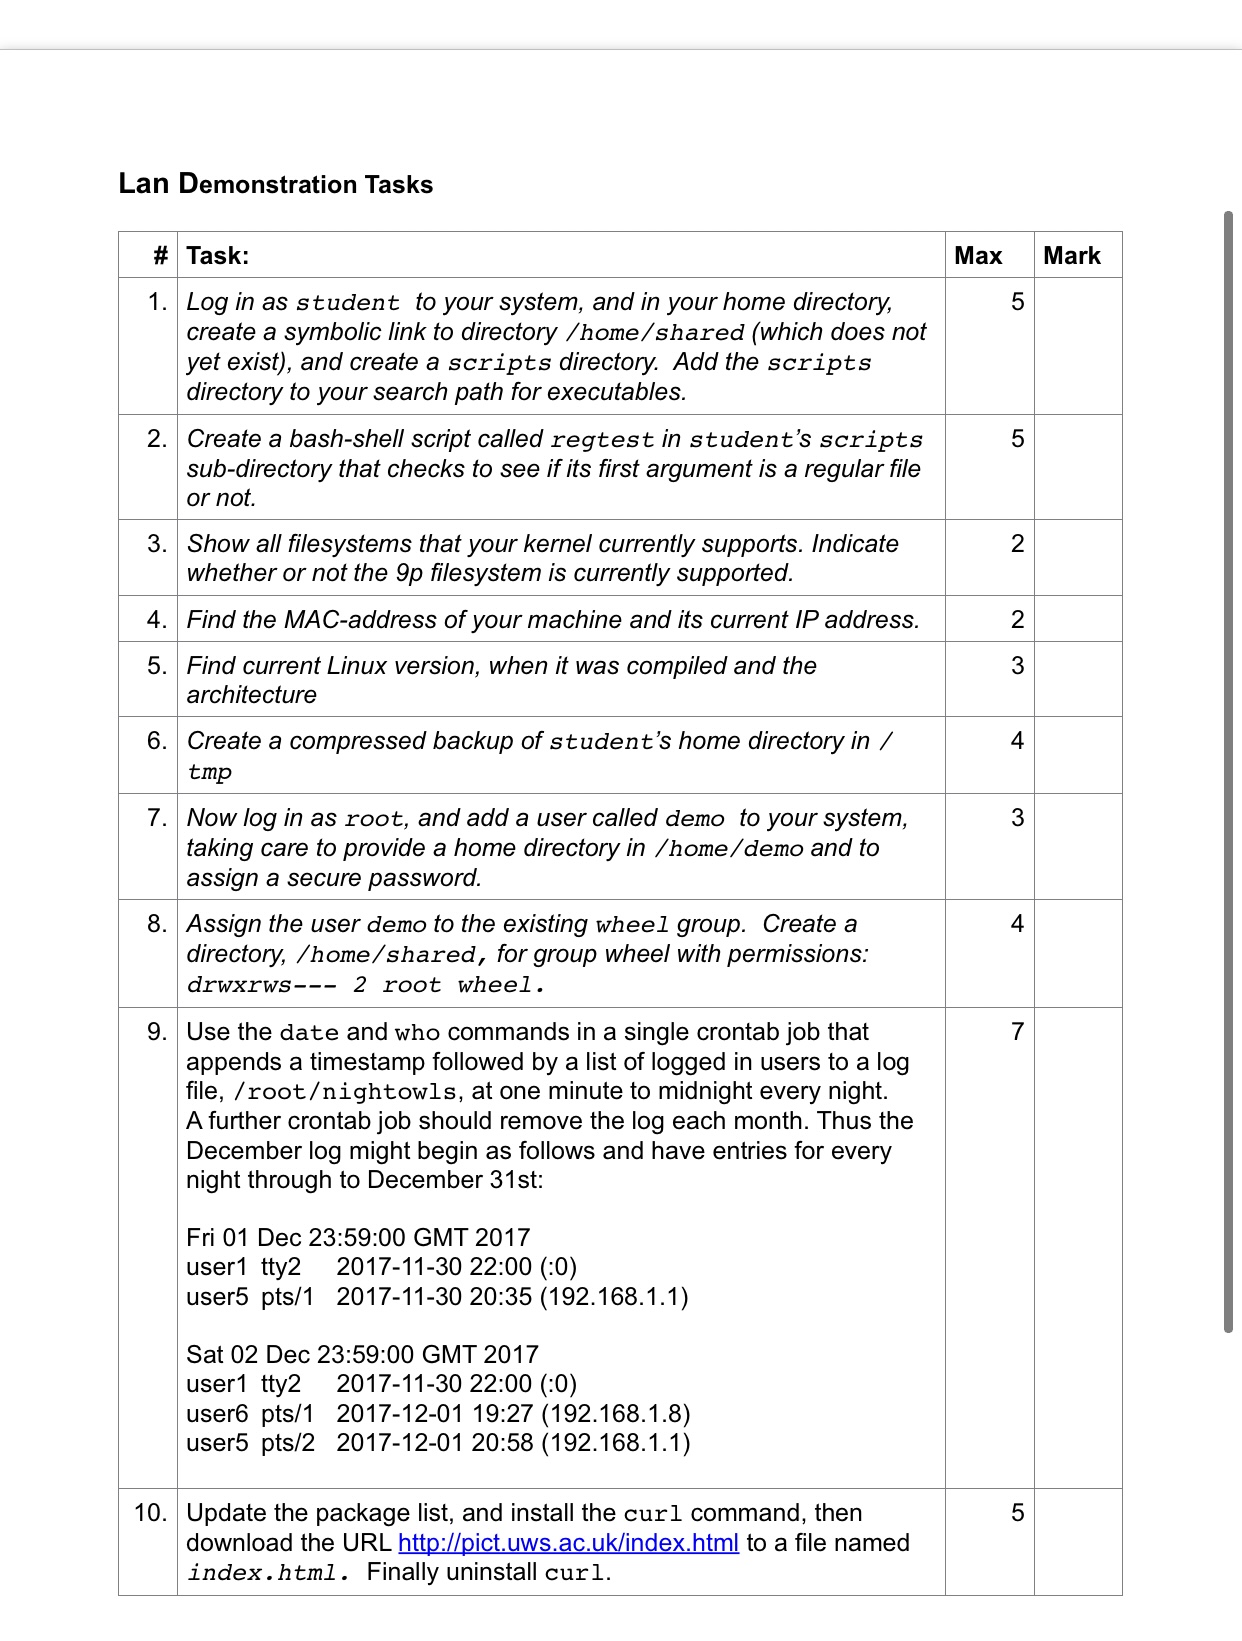 Lan Demonstration Tasks
# Task: Max Mark
1. Log in as student to your system, and in your home directory, 5
create a symbolic link to directory /home/shared (which does not
yet exist), and create a scripts directory. Add the scripts
directory to your search path for executables.
2. Create a bash-shell script called regtest in student's scripts 5
sub-directory that checks to see if its first argument is a regular file
or not.
3. Show all filesystems that your kernel currently supports. Indicate 2
whether or not the 9p filesystem is currently supported.
4. Find the MAC-address of your machine and its current IP address. 2
5. Find current Linux version, when it was compiled and the 3
architecture
6. Create a compressed backup of student's home directory in / 4
tmp
7. Now log in as root, and add a user called demo to your system, 3
taking care to provide a home directory in /home/demo and to
assign a secure password.
8. Assign the user demo to the existing wheel group. Create a 4
directory, /home/shared, for group wheel with permissions:
drwxrws--- 2 root wheel.
9. Use the date and who commands in a single crontab job that 7
appends a timestamp followed by a list of logged in users to a log
file, /root/nightowls, at one minute to midnight every night.
A further crontab job should remove the log each month. Thus the
December log might begin as follows and have entries for every
night through to December 31st:
Fri 01 Dec 23:59:00 GMT 2017
user1 tty2 2017-11-30 22:00 (:0)
user5 pts/1 2017-11-30 20:35 (192.168.1.1)
Sat 02 Dec 23:59:00 GMT 2017
user1 tty2 2017-11-30 22:00 (:0)
user6 pts/1 2017-12-01 19:27 (192.168.1.8)
user5 pts/2 2017-12-01 20:58 (192.168.1.1)
10. Update the package list, and install the curl command, then 5
download the URL http://pict.uws.ac.uk/index.html to a file named
index.html. Finally uninstall curl.